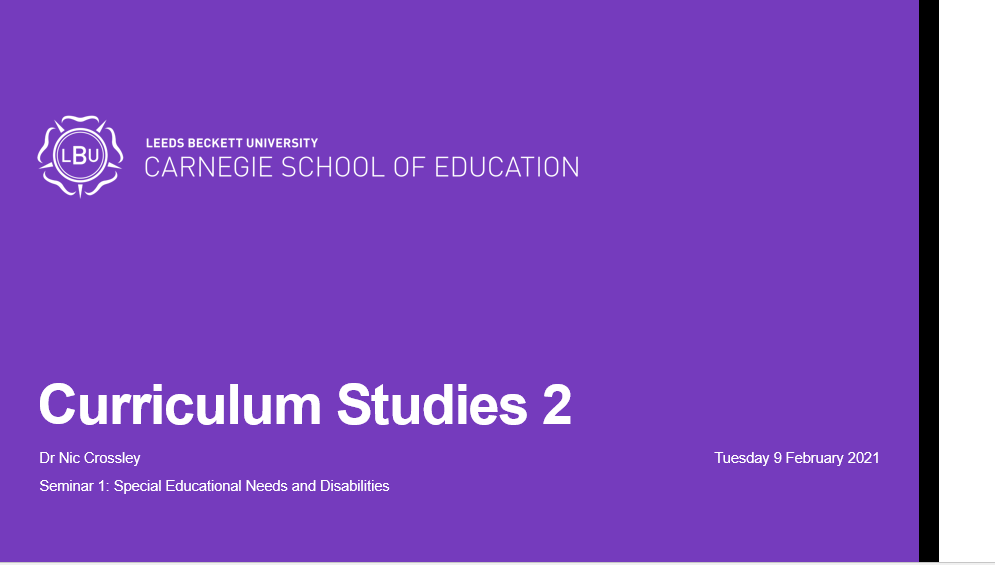 LBU
LEEDS BECKETT UNIVERSITY
CARNEGIE SCHOOL OF EDUCATION
Curriculum Studies 2
Dr Nic Crossley
Tuesday 9 February 2021
Seminar 1: Special Educational Needs and Disabilities